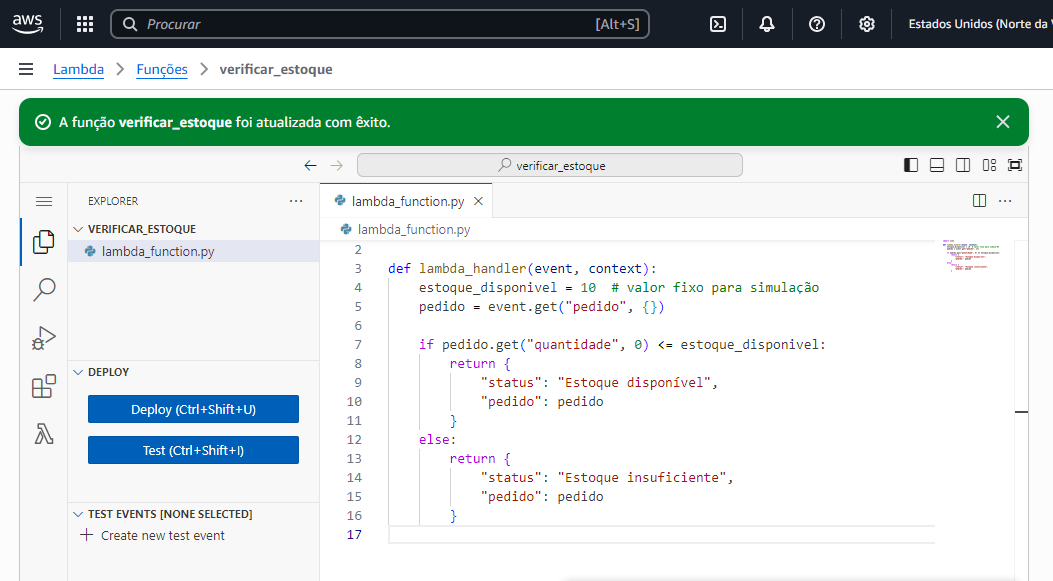 aws
Procurar
[Alt+S]
Estados Unidos (Norte da V
Lambda > Funções > verificar_estoque
A função verificar_estoque foi atualizada com êxito.
verificar_estoque
EXPLORER
VERIFICAR_ESTOQUE
lambda_function.py
DEPLOY
Deploy (Ctrl+Shift+U)
Test (Ctrl+Shift+I)
TEST EVENTS [NONE SELECTED]
+ Create new test event
lambda_function.py
lambda_function.py
2
3 def lambda_handler(event, context):
4 estoque_disponivel = 10 # valor fixo para simulação
5 pedido = event.get("pedido", {})
6
7 if pedido.get("quantidade", 0) <= estoque_disponivel:
8 return {
9 "status": "Estoque disponível",
10 "pedido": pedido
11 }
12 else:
13 return {
14 "status": "Estoque insuficiente",
15 "pedido": pedido
16 }
17